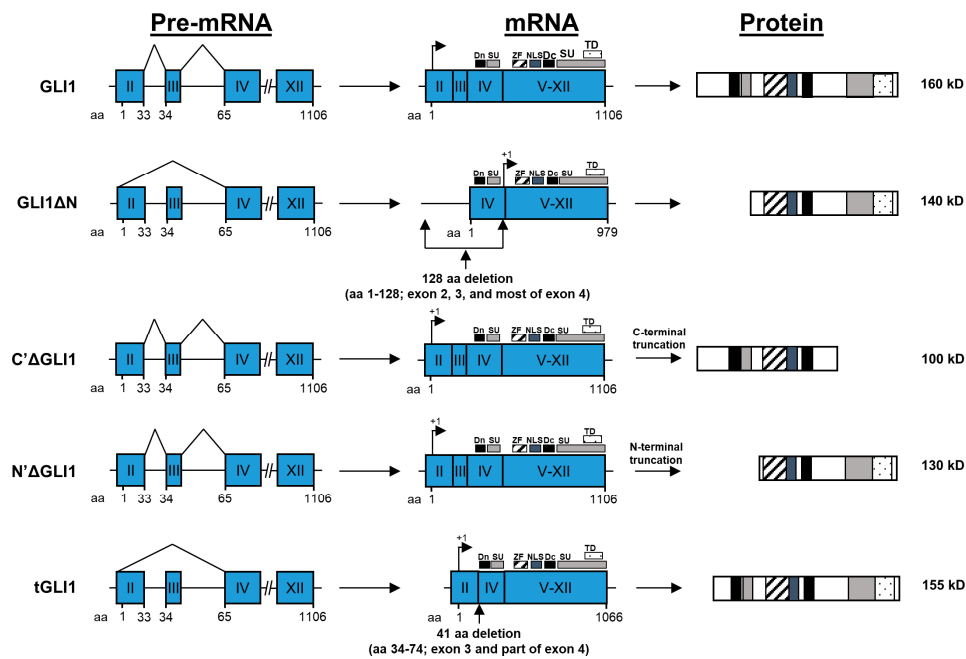 Pre-mRNA mRNA Protein
GLI1
II III IV // XII
aa 1 33 34 65 1106
Dn SU ZF NLS Dc SU TD
II III IV V-XII
aa 1 1106
160 kD
GLI1ΔN
II III IV // XII
aa 1 33 34 65 1106
+1
Dn SU ZF NLS Dc SU TD
IV V-XII
aa 1 979
140 kD
128 aa deletion
(aa 1-128; exon 2, 3, and most of exon 4)
C'ΔGLI1
II III IV // XII
aa 1 33 34 65 1106
+1
Dn SU ZF NLS Dc SU TD
II III IV V-XII
aa 1 1106
C-terminal
truncation
100 kD
N'ΔGLI1
II III IV // XII
aa 1 33 34 65 1106
+1
Dn SU ZF NLS Dc SU TD
II III IV V-XII
aa 1 1106
N-terminal
truncation
130 kD
tGLI1
II III IV // XII
aa 1 33 34 65 1106
+1
Dn SU ZF NLS Dc SU TD
II IV V-XII
aa 1 1066
155 kD
41 aa deletion
(aa 34-74; exon 3 and part of exon 4)